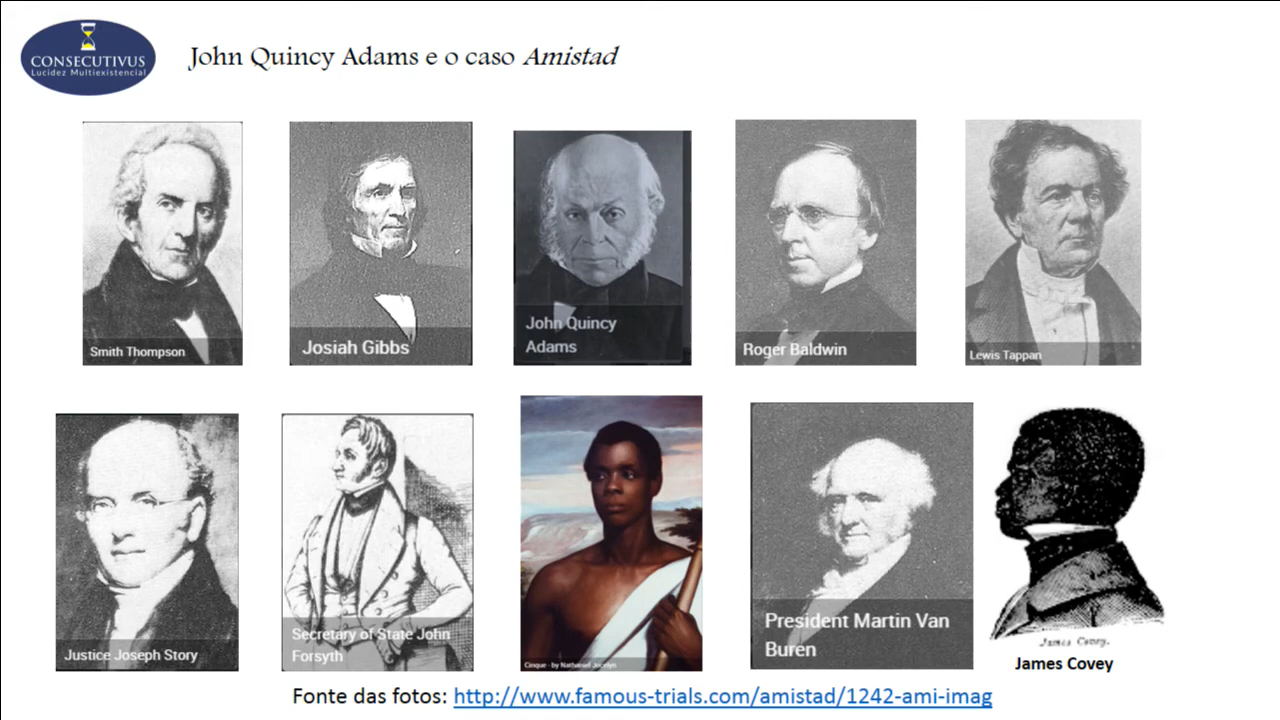 CONSECUTIVUS
Lucidez Multiexistencial
John Quincy Adams e o caso Amistad
Smith Thompson
Josiah Gibbs
John Quincy
Adams
Roger Baldwin
Lewis Tappan
Justice Joseph Story
Secretary of State John
Forsyth
Cinque - by Nathaniel Jocelyn
President Martin Van
Buren
James Covey.
James Covey
Fonte das fotos: http://www.famous-trials.com/amistad/1242-ami-imag